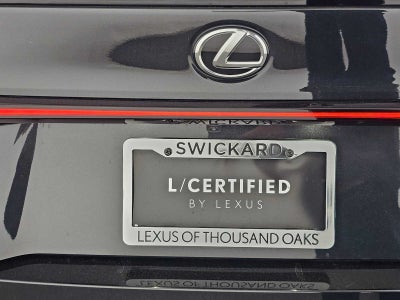 SWICKARD
L/CERTIFIED
BY LEXUS
LEXUS OF THOUSAND OAKS